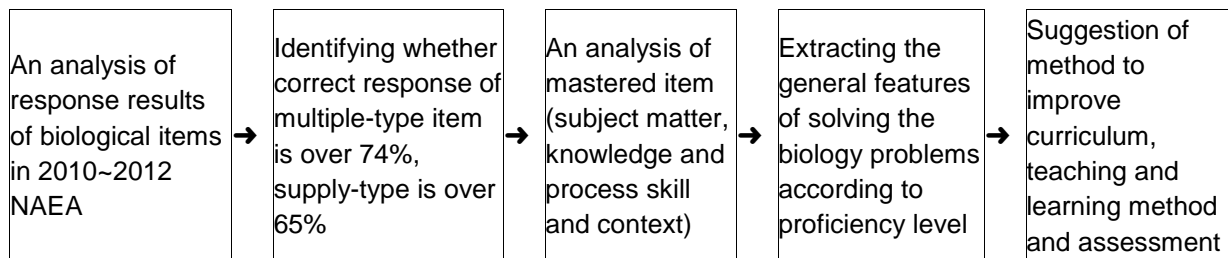 An analysis of
response results
of biological items
in 2010~2012
NAEA
➔
Identifying whether
correct response of
multiple-type item
is over 74%,
supply-type is over
65%
➔
An analysis of
mastered item
(subject matter,
knowledge and
process skill
and context)
➔
Extracting the
general features
of solving the
biology problems
according to
proficiency level
➔
Suggestion of
method to
improve
curriculum,
teaching and
learning method
and assessment